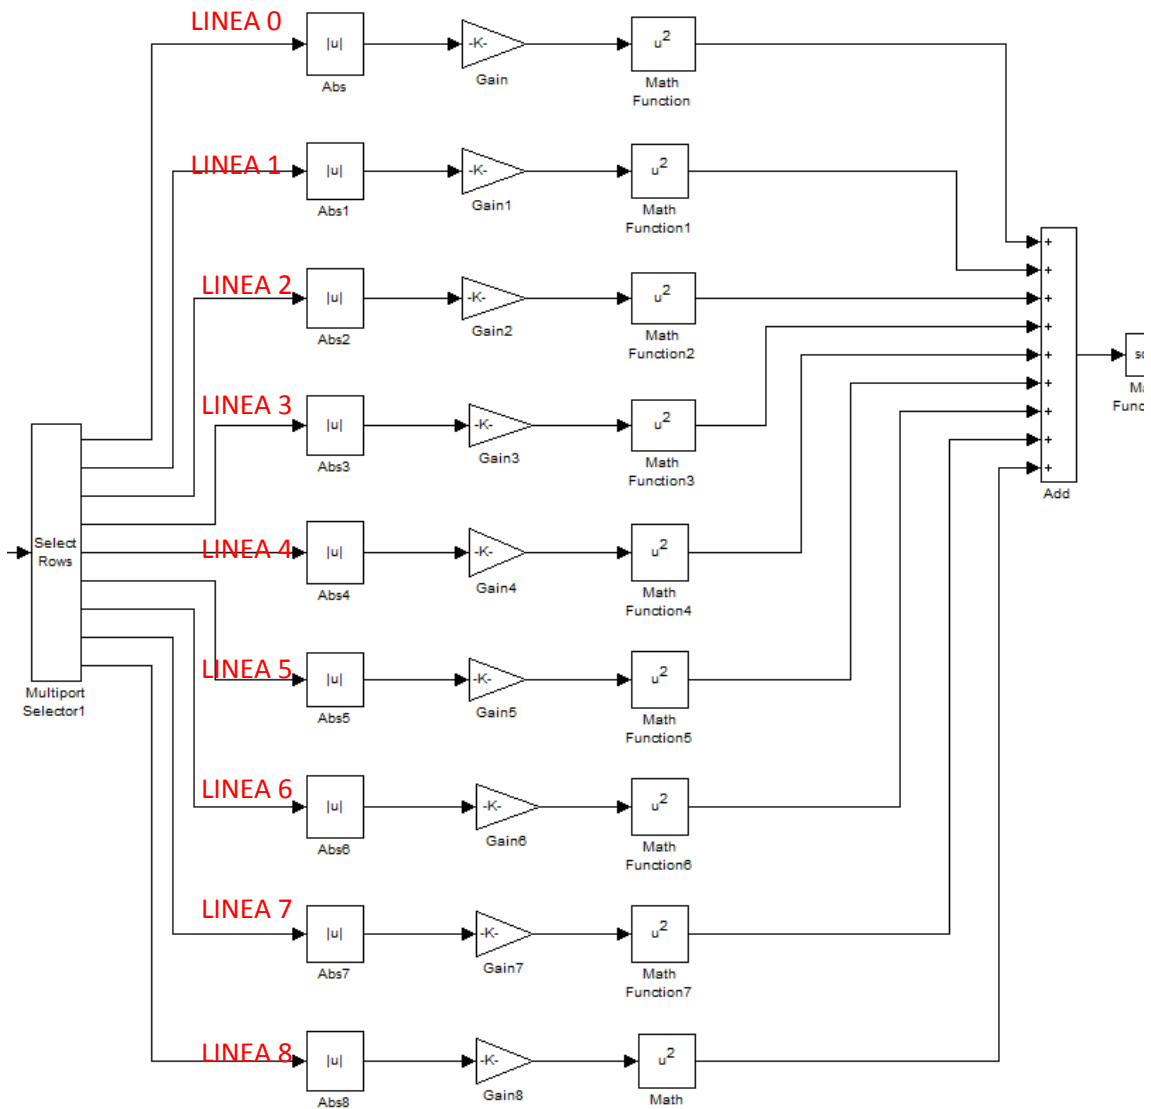 LINEA 0
|u|
Abs
-K-
Gain
u²
Math
Function
LINEA 1
|u|
Abs1
-K-
Gain1
u²
Math
Function1
LINEA 2
|u|
Abs2
-K-
Gain2
u²
Math
Function2
LINEA 3
|u|
Abs3
-K-
Gain3
u²
Math
Function3
LINEA 4
|u|
Abs4
-K-
Gain4
u²
Math
Function4
LINEA 5
|u|
Abs5
-K-
Gain5
u²
Math
Function5
LINEA 6
|u|
Abs6
-K-
Gain6
u²
Math
Function6
LINEA 7
|u|
Abs7
-K-
Gain7
u²
Math
Function7
LINEA 8
|u|
Abs8
-K-
Gain8
u²
Math
Select
Rows
Multiport
Selector1
+
+
+
+
+
+
+
+
+
Add